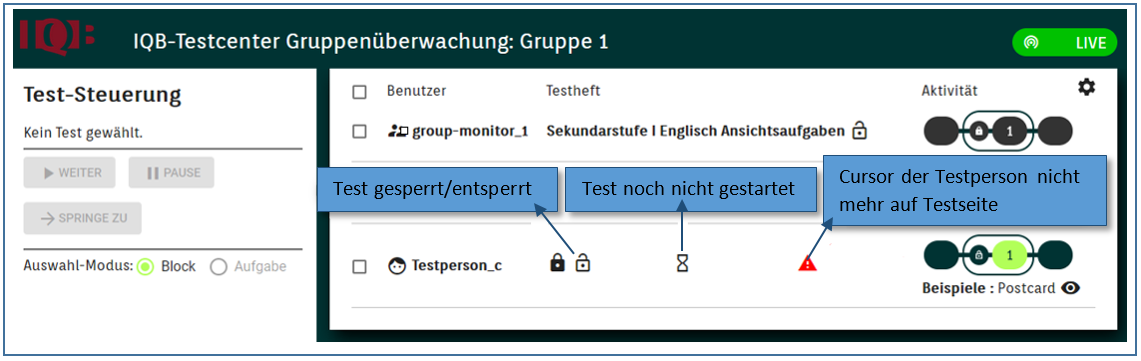 IQB
IQB-Testcenter Gruppenüberwachung: Gruppe 1
LIVE
Test-Steuerung
Kein Test gewählt.
WEITER
PAUSE
SPRINGE ZU
Auswahl-Modus: Block Aufgabe
Benutzer Testheft Aktivität
group-monitor_1 Sekundarstufe I Englisch Ansichtsaufgaben 1
Test gesperrt/entsperrt
Test noch nicht gestartet
Cursor der Testperson nicht
mehr auf Testseite
Testperson_c 1
Beispiele : Postcard